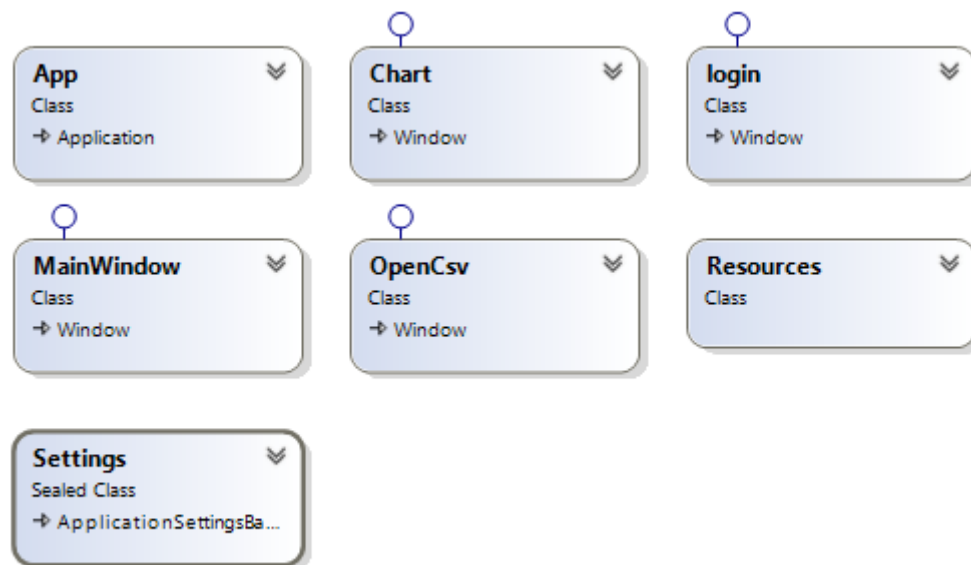 App
Class
Application
Chart
Class
Window
login
Class
Window
MainWindow
Class
Window
OpenCsv
Class
Window
Resources
Class
Settings
Sealed Class
ApplicationSettingsBa...